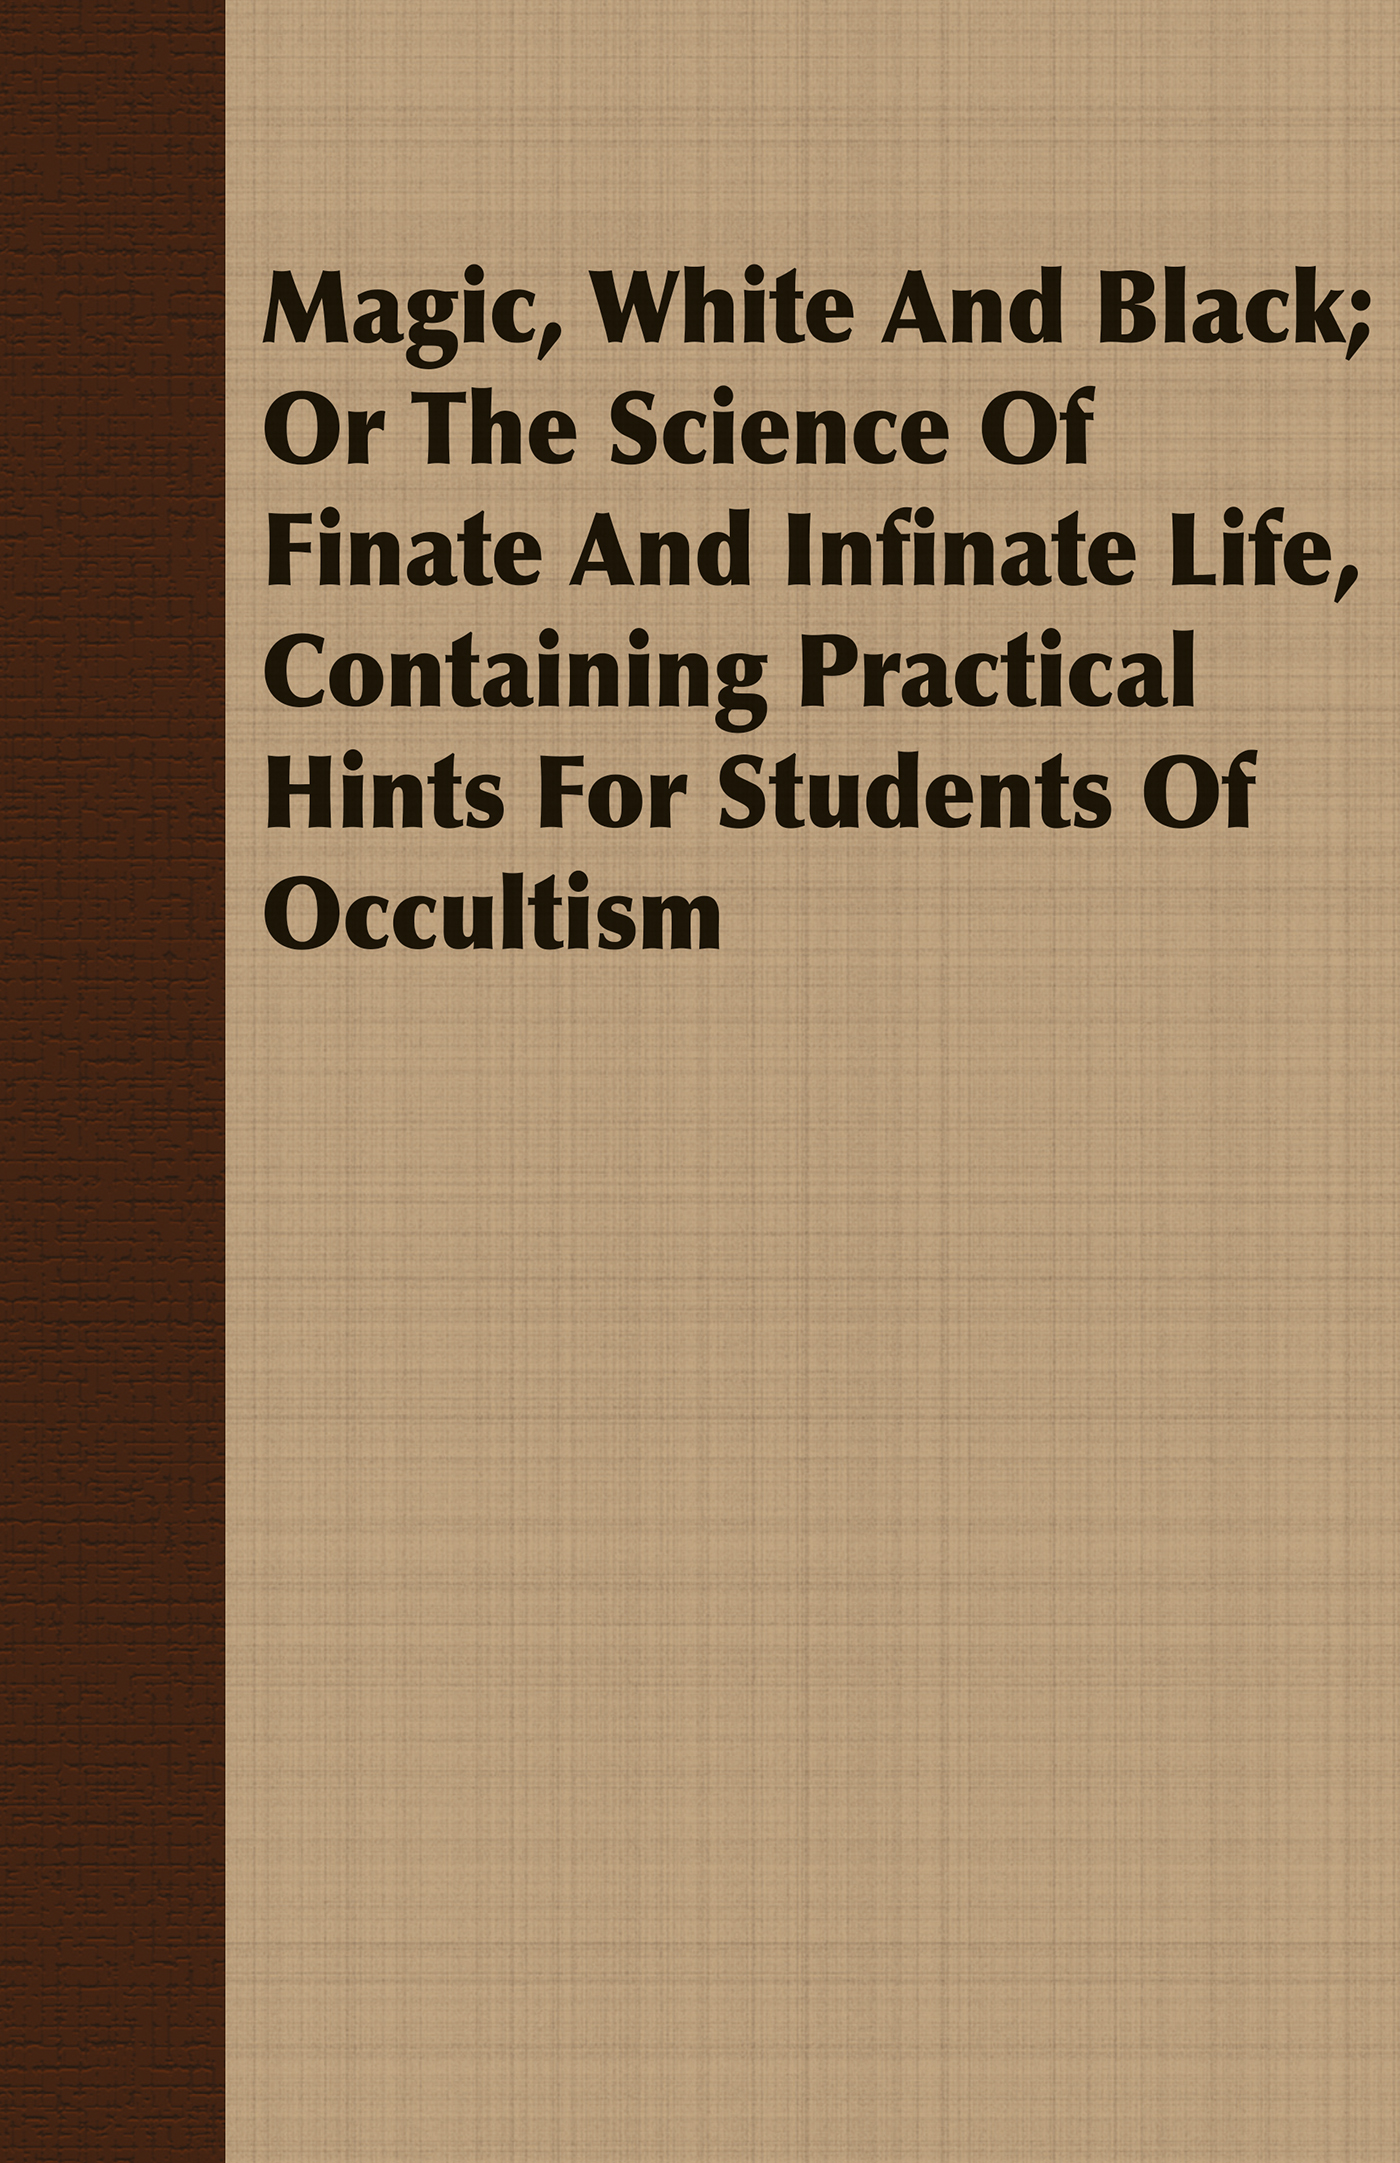 Magic, White And Black;
Or The Science Of
Finate And Infinate Life,
Containing Practical
Hints For Students Of
Occultism